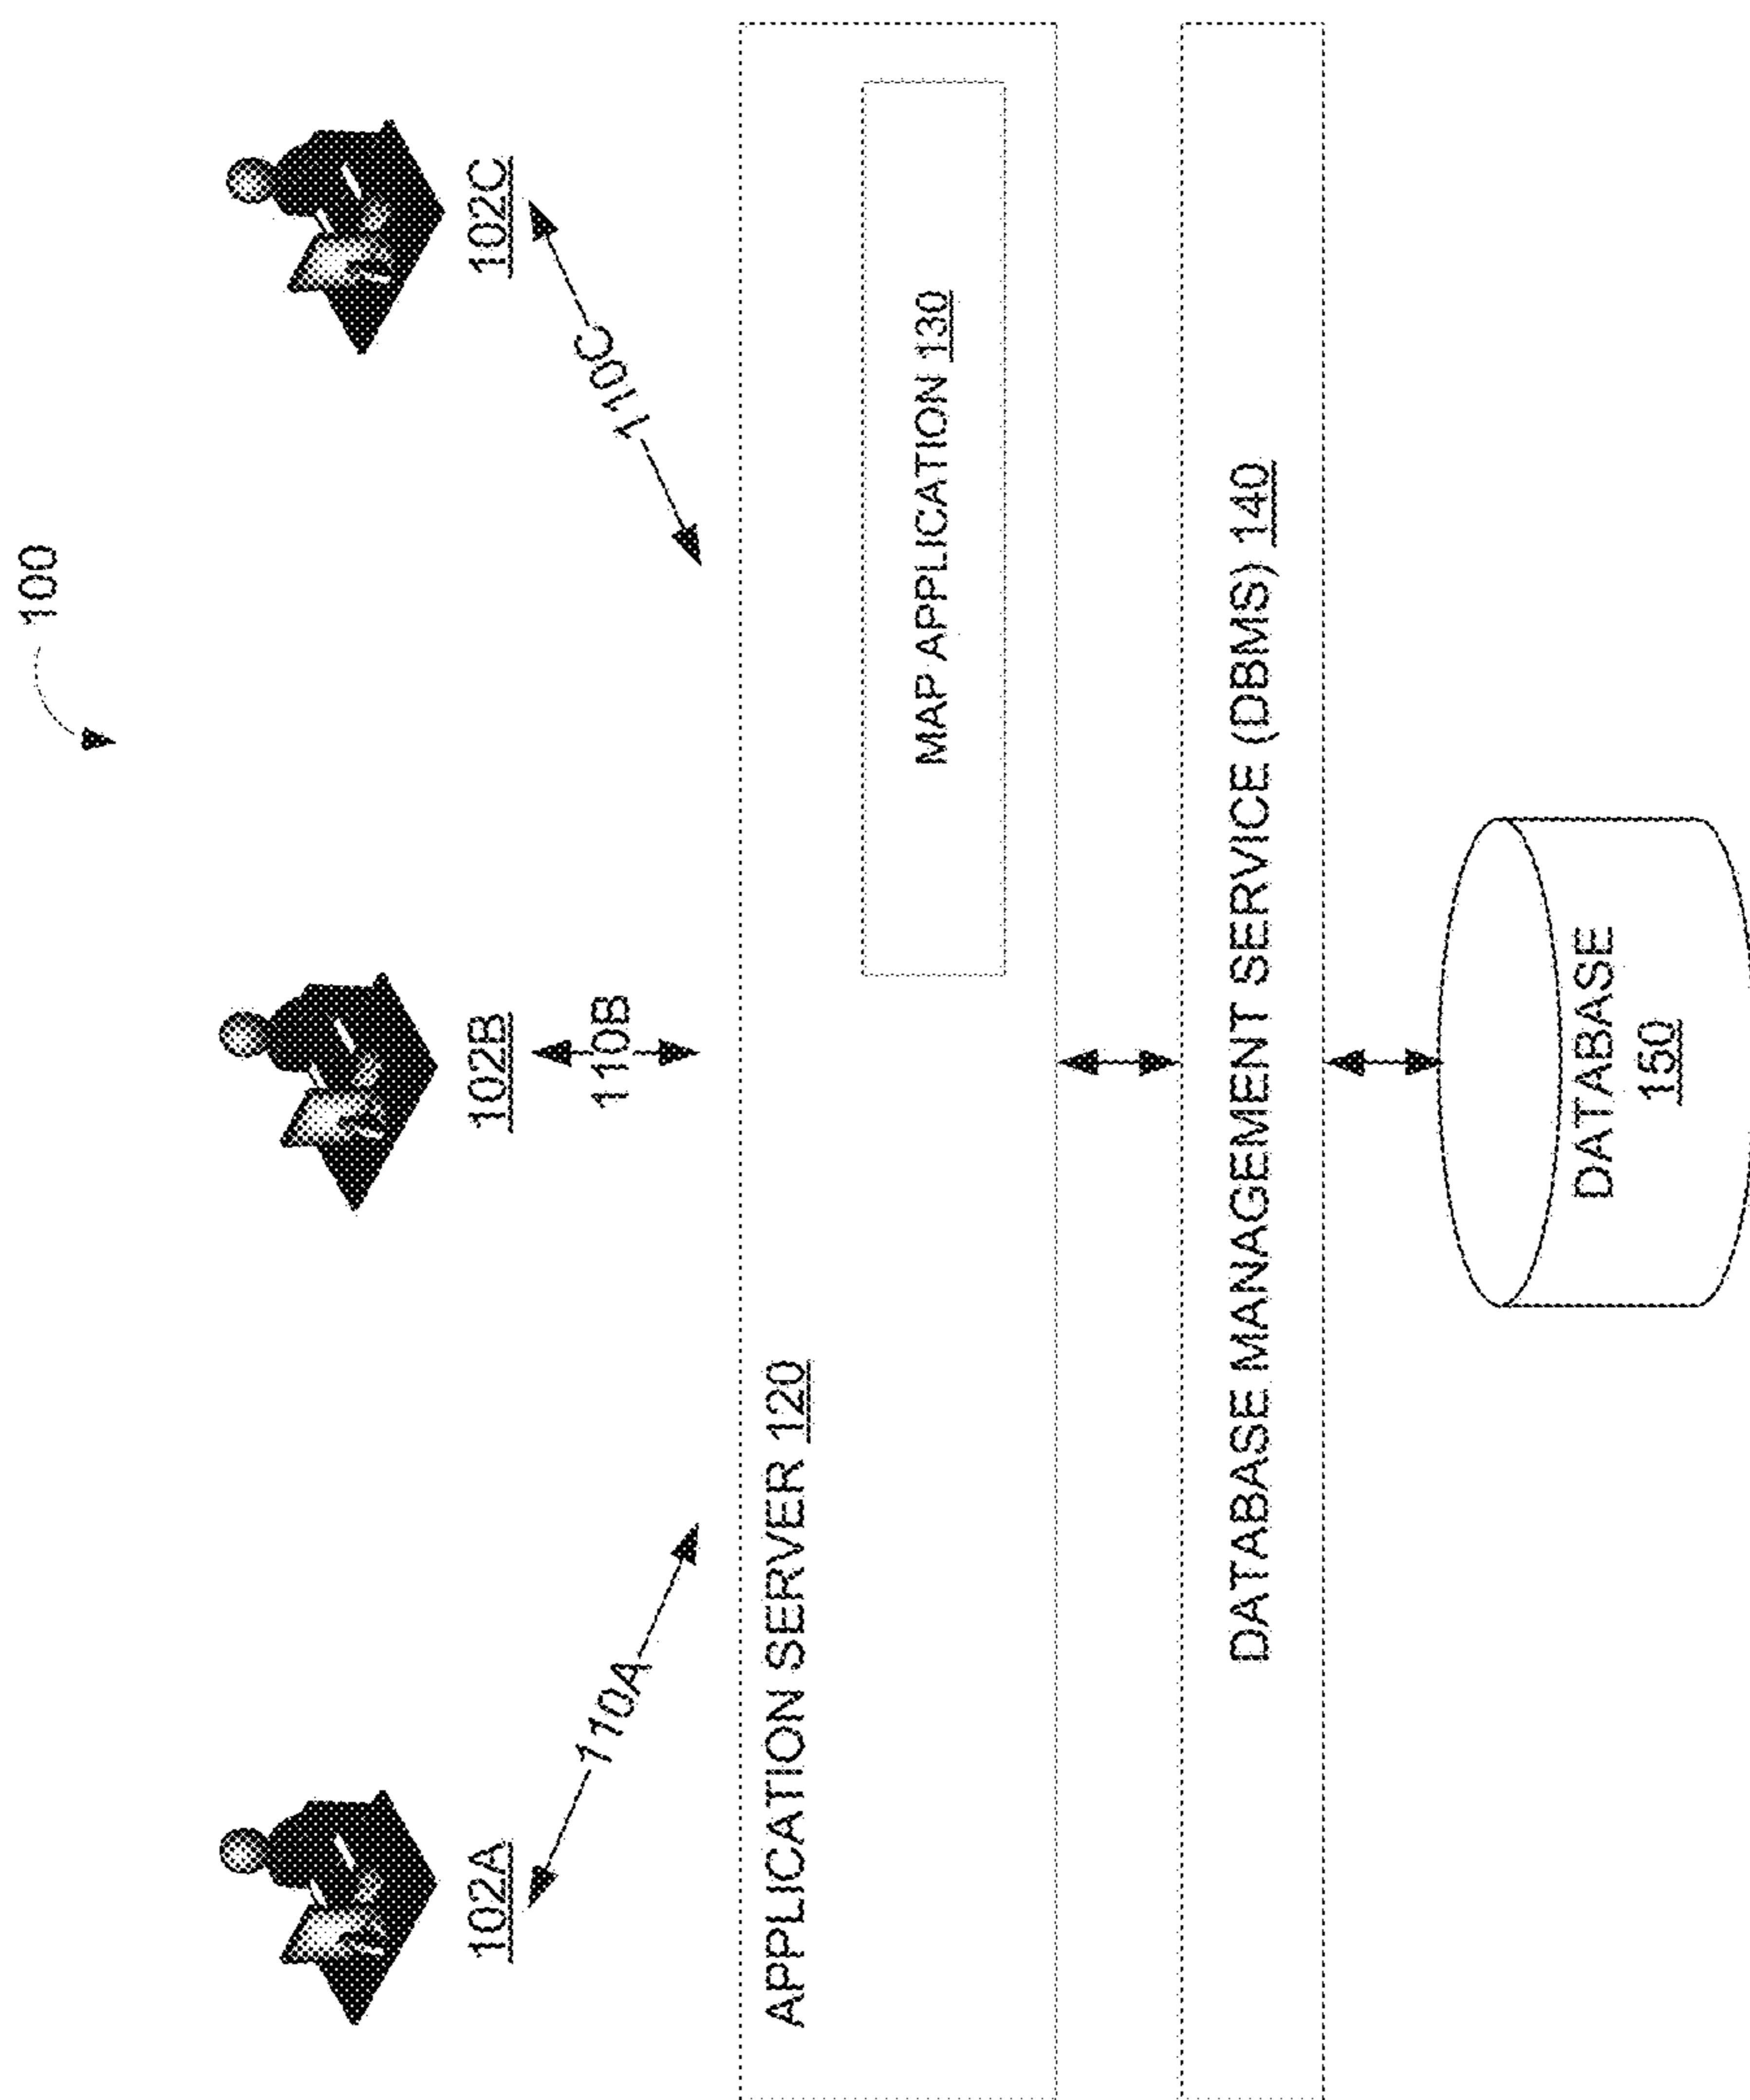 100
102A
102B
102C
110A
110B
110C
APPLICATION SERVER 120
MAP APPLICATION 130
DATABASE MANAGEMENT SERVICE (DBMS) 140
DATABASE
150